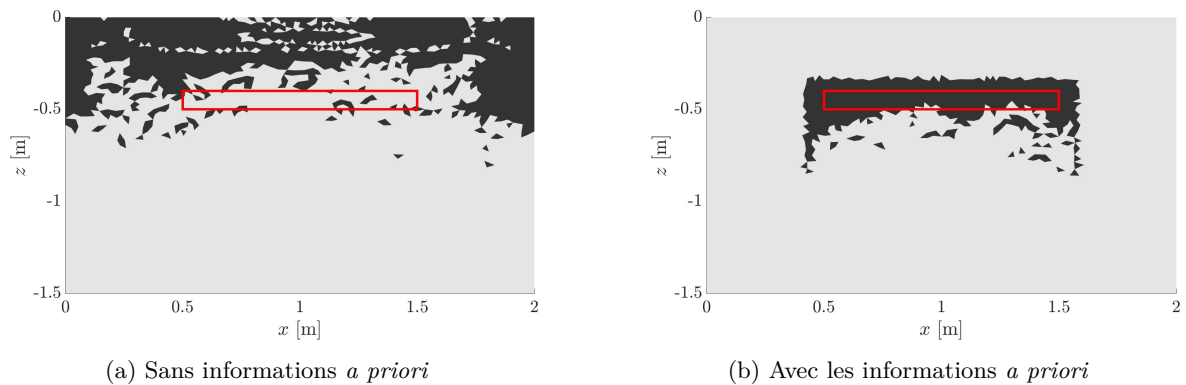 0
-0.5
-1
-1.5
z [m]
0 0.5 1 1.5 2
x [m]
(a) Sans informations a priori
0
-0.5
-1
-1.5
z [m]
0 0.5 1 1.5 2
x [m]
(b) Avec les informations a priori